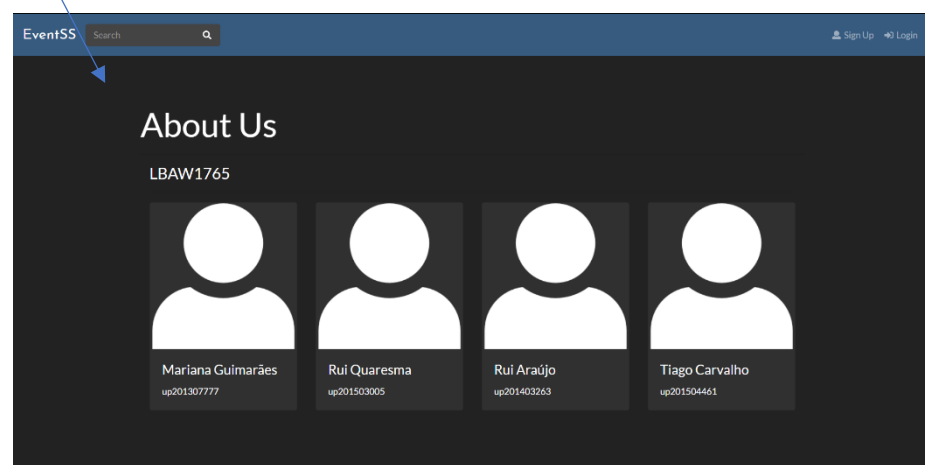 EventSS Search Sign Up Login
About Us
LBAW1765
Mariana Guimarães Rui Quaresma Rui Araújo Tiago Carvalho
up201307777 up201503005 up201403263 up201504461